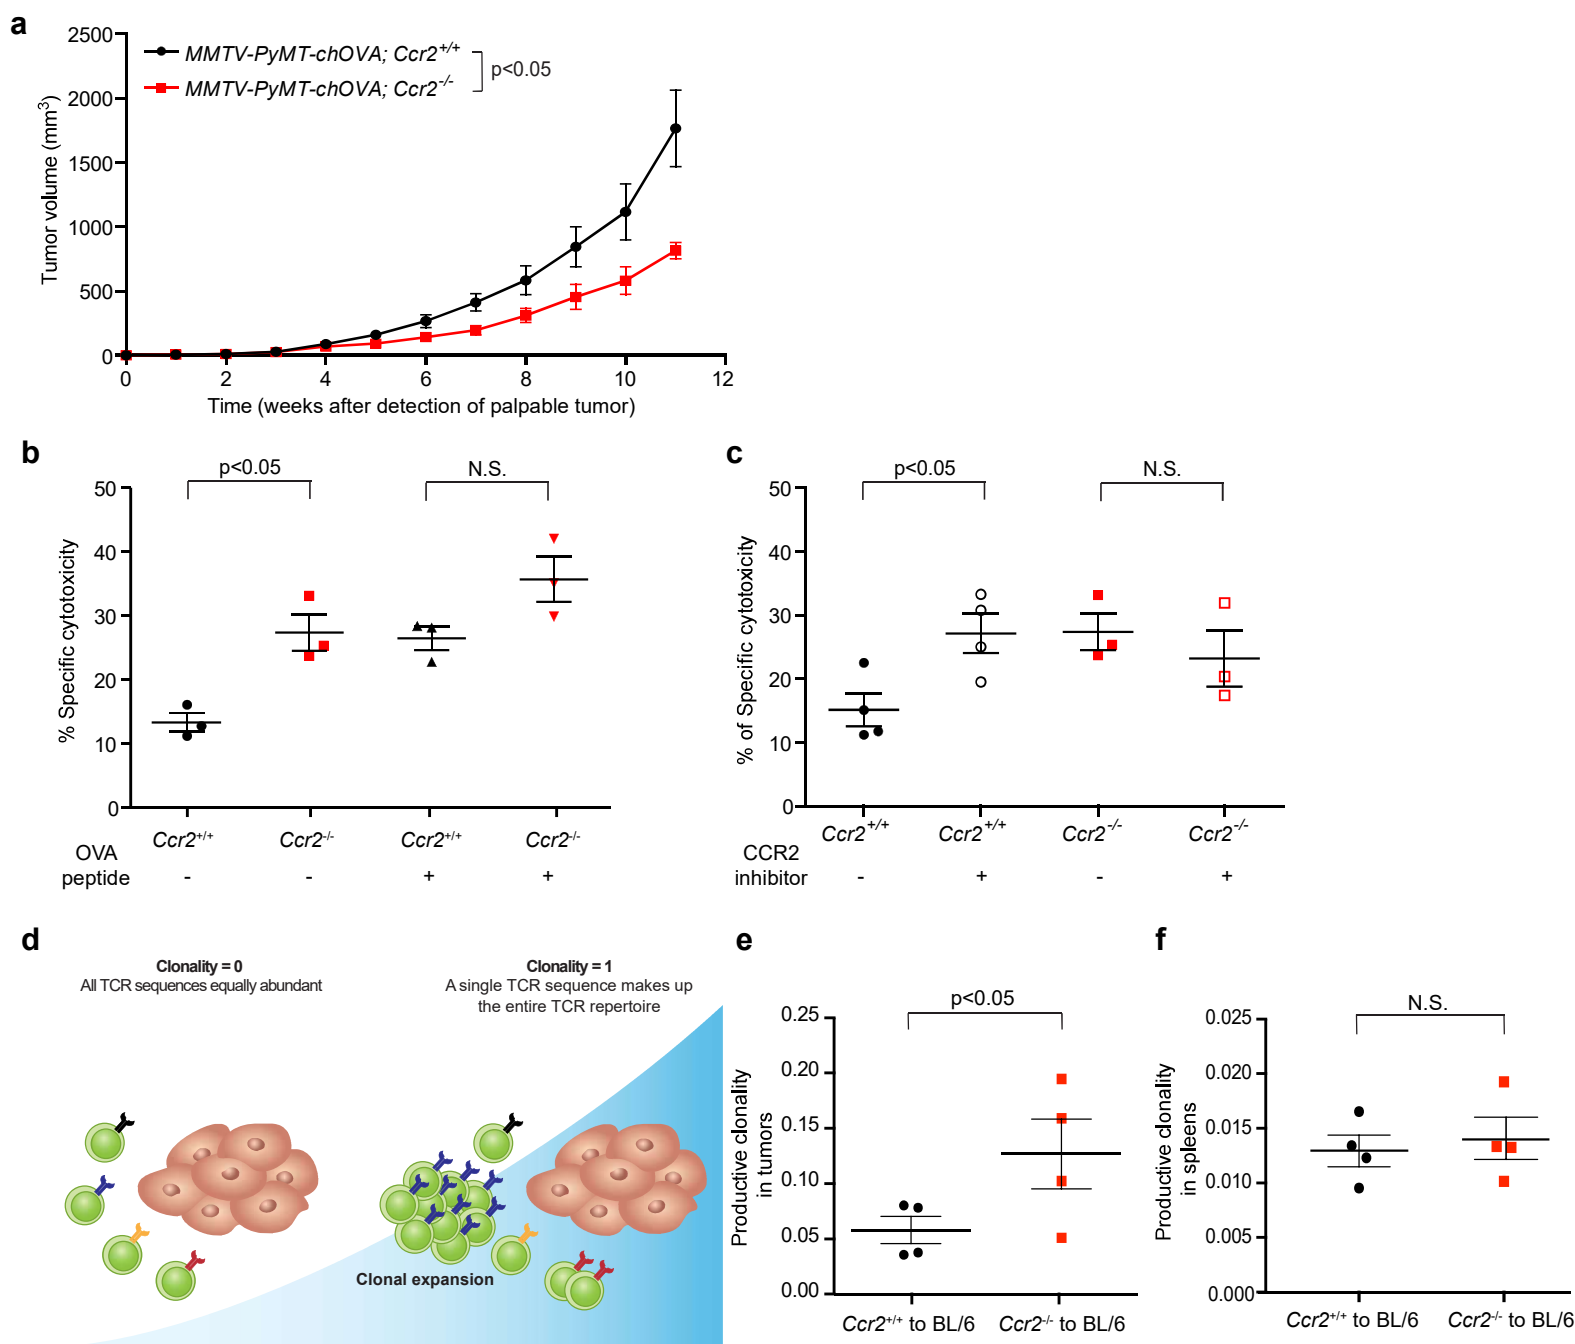 a
2500
2000
1500
1000
500
0
Tumor volume (mm³)
MMTV-PyMT-chOVA; Ccr2+/+
MMTV-PyMT-chOVA; Ccr2-/-
p<0.05
0 2 4 6 8 10 12
Time (weeks after detection of palpable tumor)
b
p<0.05
N.S.
50
40
30
20
10
0
% Specific cytotoxicity
Ccr2+/+ Ccr2-/- Ccr2+/+ Ccr2-/-
OVA
peptide - - + +
c
p<0.05
N.S.
50
40
30
20
10
0
% of Specific cytotoxicity
Ccr2+/+ Ccr2+/+ Ccr2-/- Ccr2-/-
CCR2
inhibitor - + - +
d
Clonality = 0
All TCR sequences equally abundant
Clonality = 1
A single TCR sequence makes up
the entire TCR repertoire
Clonal expansion
e
p<0.05
0.25
0.20
0.15
0.10
0.05
0.00
Productive clonality
in tumors
Ccr2+/+ to BL/6 Ccr2-/- to BL/6
f
N.S.
0.025
0.020
0.015
0.010
0.005
0.000
Productive clonality
in spleens
Ccr2+/+ to BL/6 Ccr2-/- to BL/6